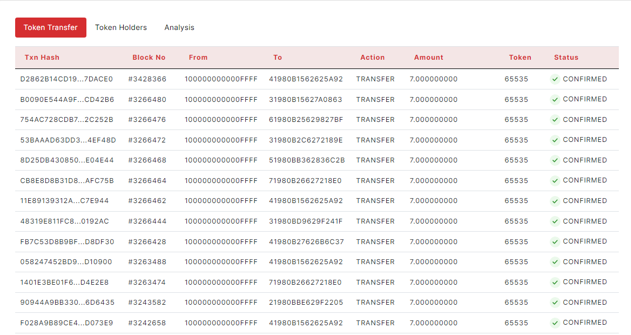 Token Transfer Token Holders Analysis
Txn Hash Block No From To Action Amount Token Status
D2862B14CD19...7DACE0 #3428366 100000000000FFFF 41980B1562625A92 TRANSFER 7.000000000 65535 CONFIRMED
B0090E544A9F...CD42B6 #3266480 100000000000FFFF 31980B15627A0863 TRANSFER 7.000000000 65535 CONFIRMED
754AC728CDB7...2C252B #3266476 100000000000FFFF 61980B25629827BF TRANSFER 7.000000000 65535 CONFIRMED
53BAAAD63DD3...4EF48D #3266472 100000000000FFFF 31980B2C6272189E TRANSFER 7.000000000 65535 CONFIRMED
8D25DB430850...E04E44 #3266468 100000000000FFFF 51980BB362836C2B TRANSFER 7.000000000 65535 CONFIRMED
CB8E8D8B31D8...AFC75B #3266464 100000000000FFFF 71980B26627218E0 TRANSFER 7.000000000 65535 CONFIRMED
11E89139312A...C7E944 #3266462 100000000000FFFF 41980B1562625A92 TRANSFER 7.000000000 65535 CONFIRMED
48319E811FC8...0192AC #3266444 100000000000FFFF 31980BD9629F241F TRANSFER 7.000000000 65535 CONFIRMED
FB7C53D8B9BF...D8DF30 #3266428 100000000000FFFF 41980B27626B6C37 TRANSFER 7.000000000 65535 CONFIRMED
058247452BD9...D10900 #3263488 100000000000FFFF 41980B1562625A92 TRANSFER 7.000000000 65535 CONFIRMED
1401E3BE01F6...D4E2E8 #3263474 100000000000FFFF 71980B26627218E0 TRANSFER 7.000000000 65535 CONFIRMED
90944A9BB330...6D6435 #3243582 100000000000FFFF 21980BBE629F2205 TRANSFER 7.000000000 65535 CONFIRMED
F028A9B89CE4...D073E9 #3242658 100000000000FFFF 41980B1562625A92 TRANSFER 7.000000000 65535 CONFIRMED